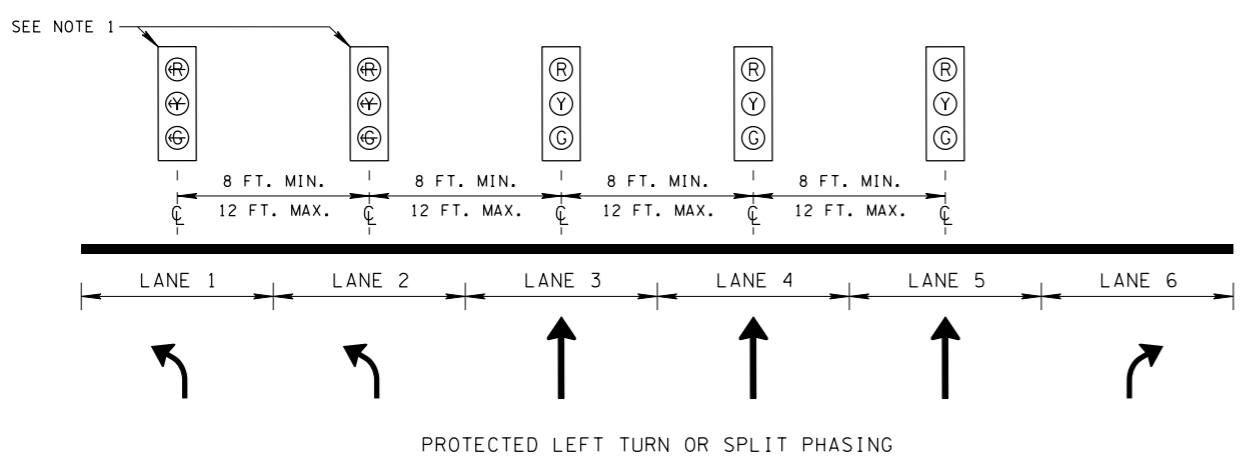 SEE NOTE 1
R R R R R
Y Y Y Y Y
G G G G G
8 FT. MIN. 8 FT. MIN. 8 FT. MIN. 8 FT. MIN.
℄ 12 FT. MAX. ℄ 12 FT. MAX. ℄ 12 FT. MAX. ℄ 12 FT. MAX. ℄
LANE 1 LANE 2 LANE 3 LANE 4 LANE 5 LANE 6
PROTECTED LEFT TURN OR SPLIT PHASING